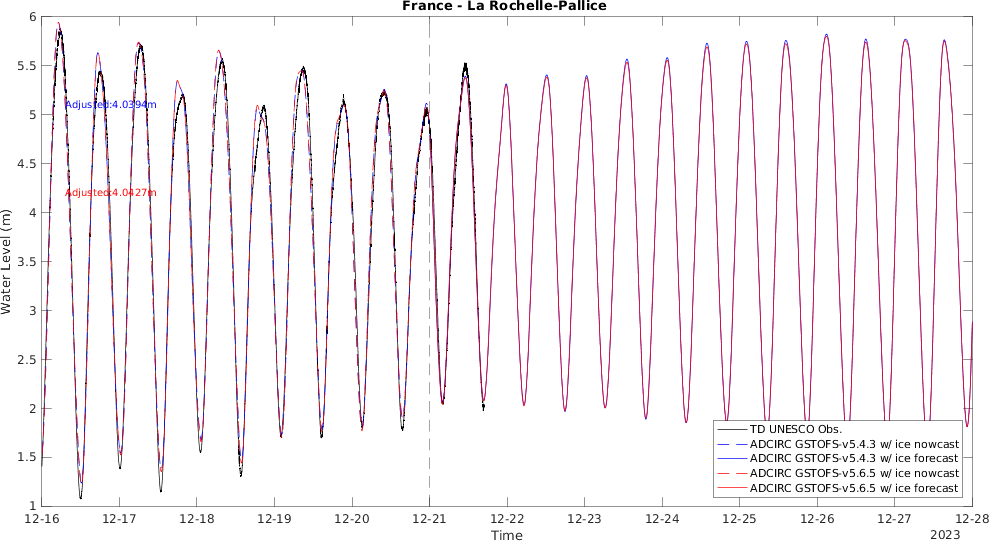 France - La Rochelle-Pallice
6
5.5
5
4.5
4
3.5
3
2.5
2
1.5
1
Water Level (m)
Adjusted:4.0394m
Adjusted:4.0427m
TD UNESCO Obs.
ADCIRC GSTOFS-v5.4.3 w/ ice nowcast
ADCIRC GSTOFS-v5.4.3 w/ ice forecast
ADCIRC GSTOFS-v5.6.5 w/ ice nowcast
ADCIRC GSTOFS-v5.6.5 w/ ice forecast
12-16 12-17 12-18 12-19 12-20 12-21 12-22 12-23 12-24 12-25 12-26 12-27 12-28
Time
2023